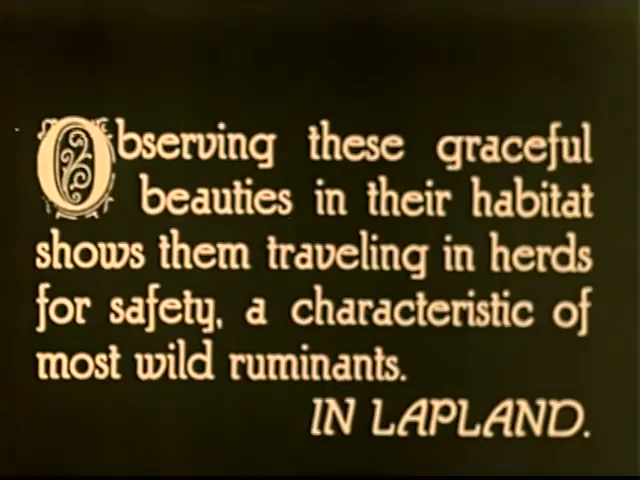 Observing these graceful
beauties in their habitat
shows them traveling in herds
for safety, a characteristic of
most wild ruminants.
IN LAPLAND.